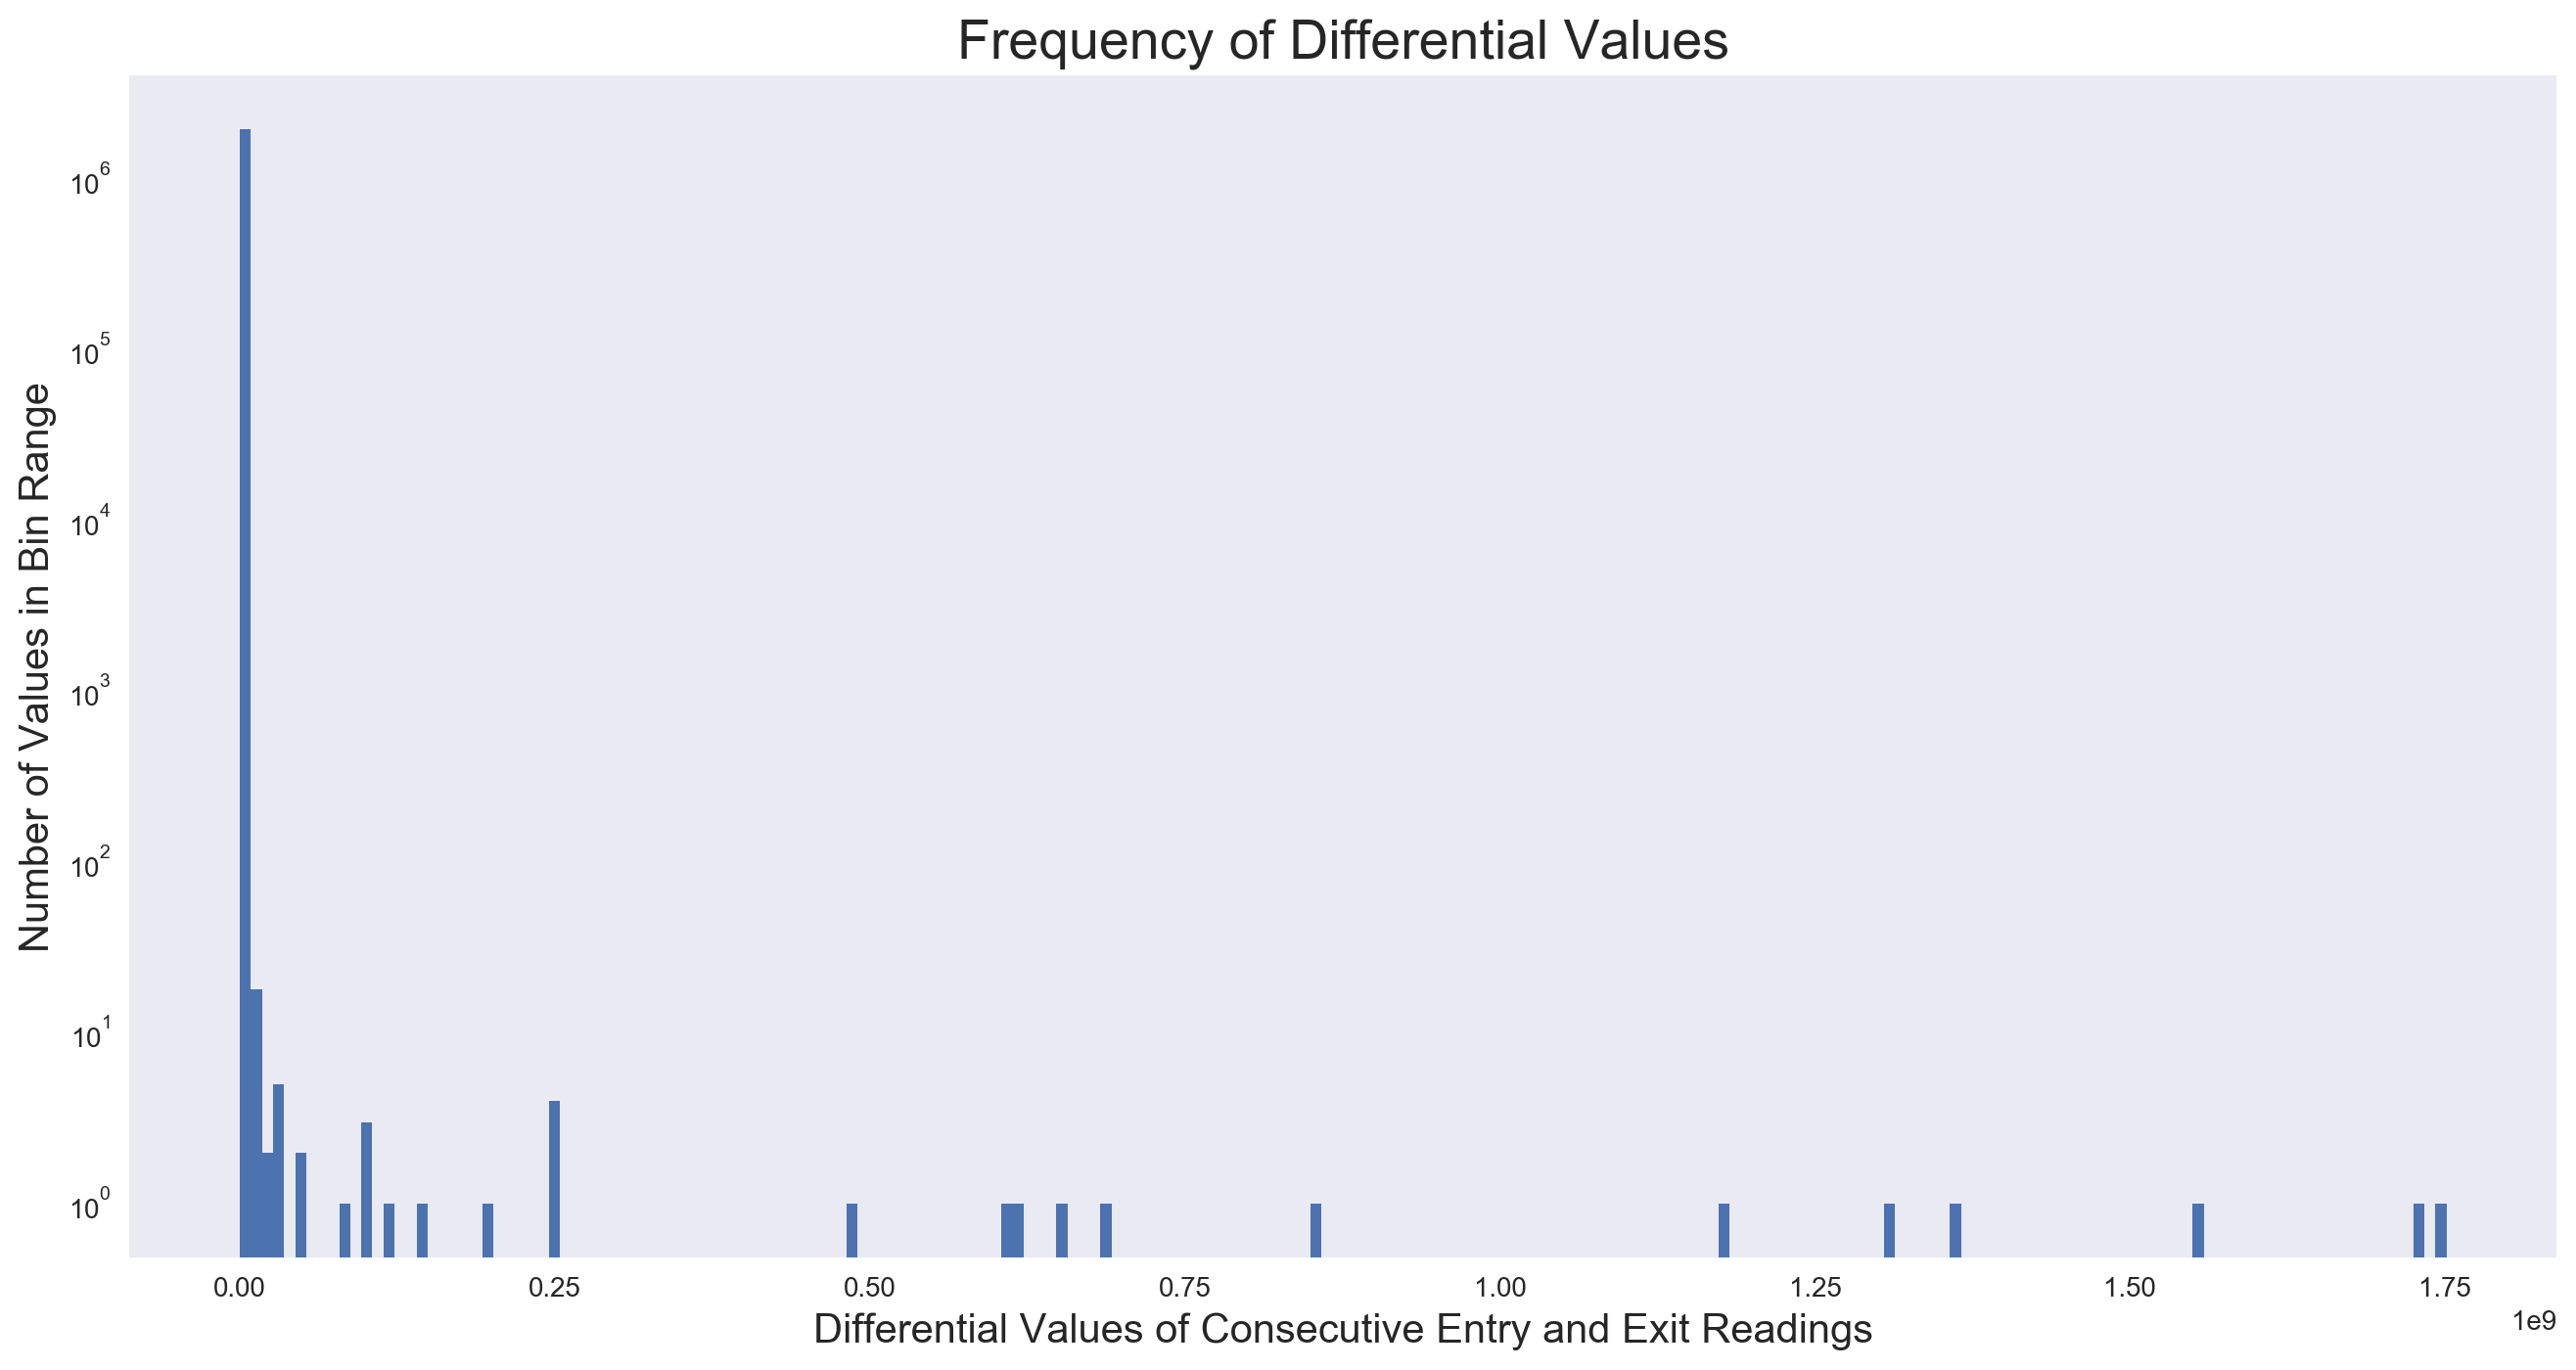 Frequency of Differential Values
Number of Values in Bin Range
10^6
10^5
10^4
10^3
10^2
10^1
10^0
0.00 0.25 0.50 0.75 1.00 1.25 1.50 1.75
1e9
Differential Values of Consecutive Entry and Exit Readings